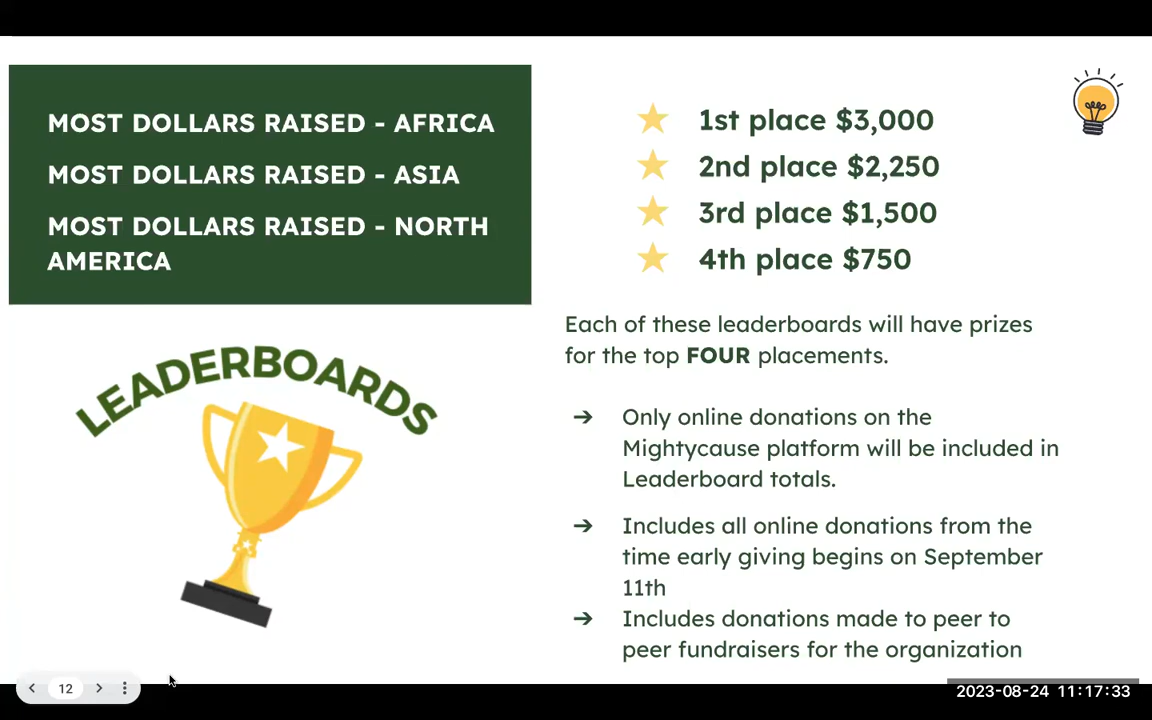 MOST DOLLARS RAISED - AFRICA
MOST DOLLARS RAISED - ASIA
MOST DOLLARS RAISED - NORTH
AMERICA
LEADERBOARDS
1st place $3,000
2nd place $2,250
3rd place $1,500
4th place $750
Each of these leaderboards will have prizes
for the top FOUR placements.
➔ Only online donations on the
Mightycause platform will be included in
Leaderboard totals.
➔ Includes all online donations from the
time early giving begins on September
11th
➔ Includes donations made to peer to
peer fundraisers for the organization
12
2023-08-24 11:17:33